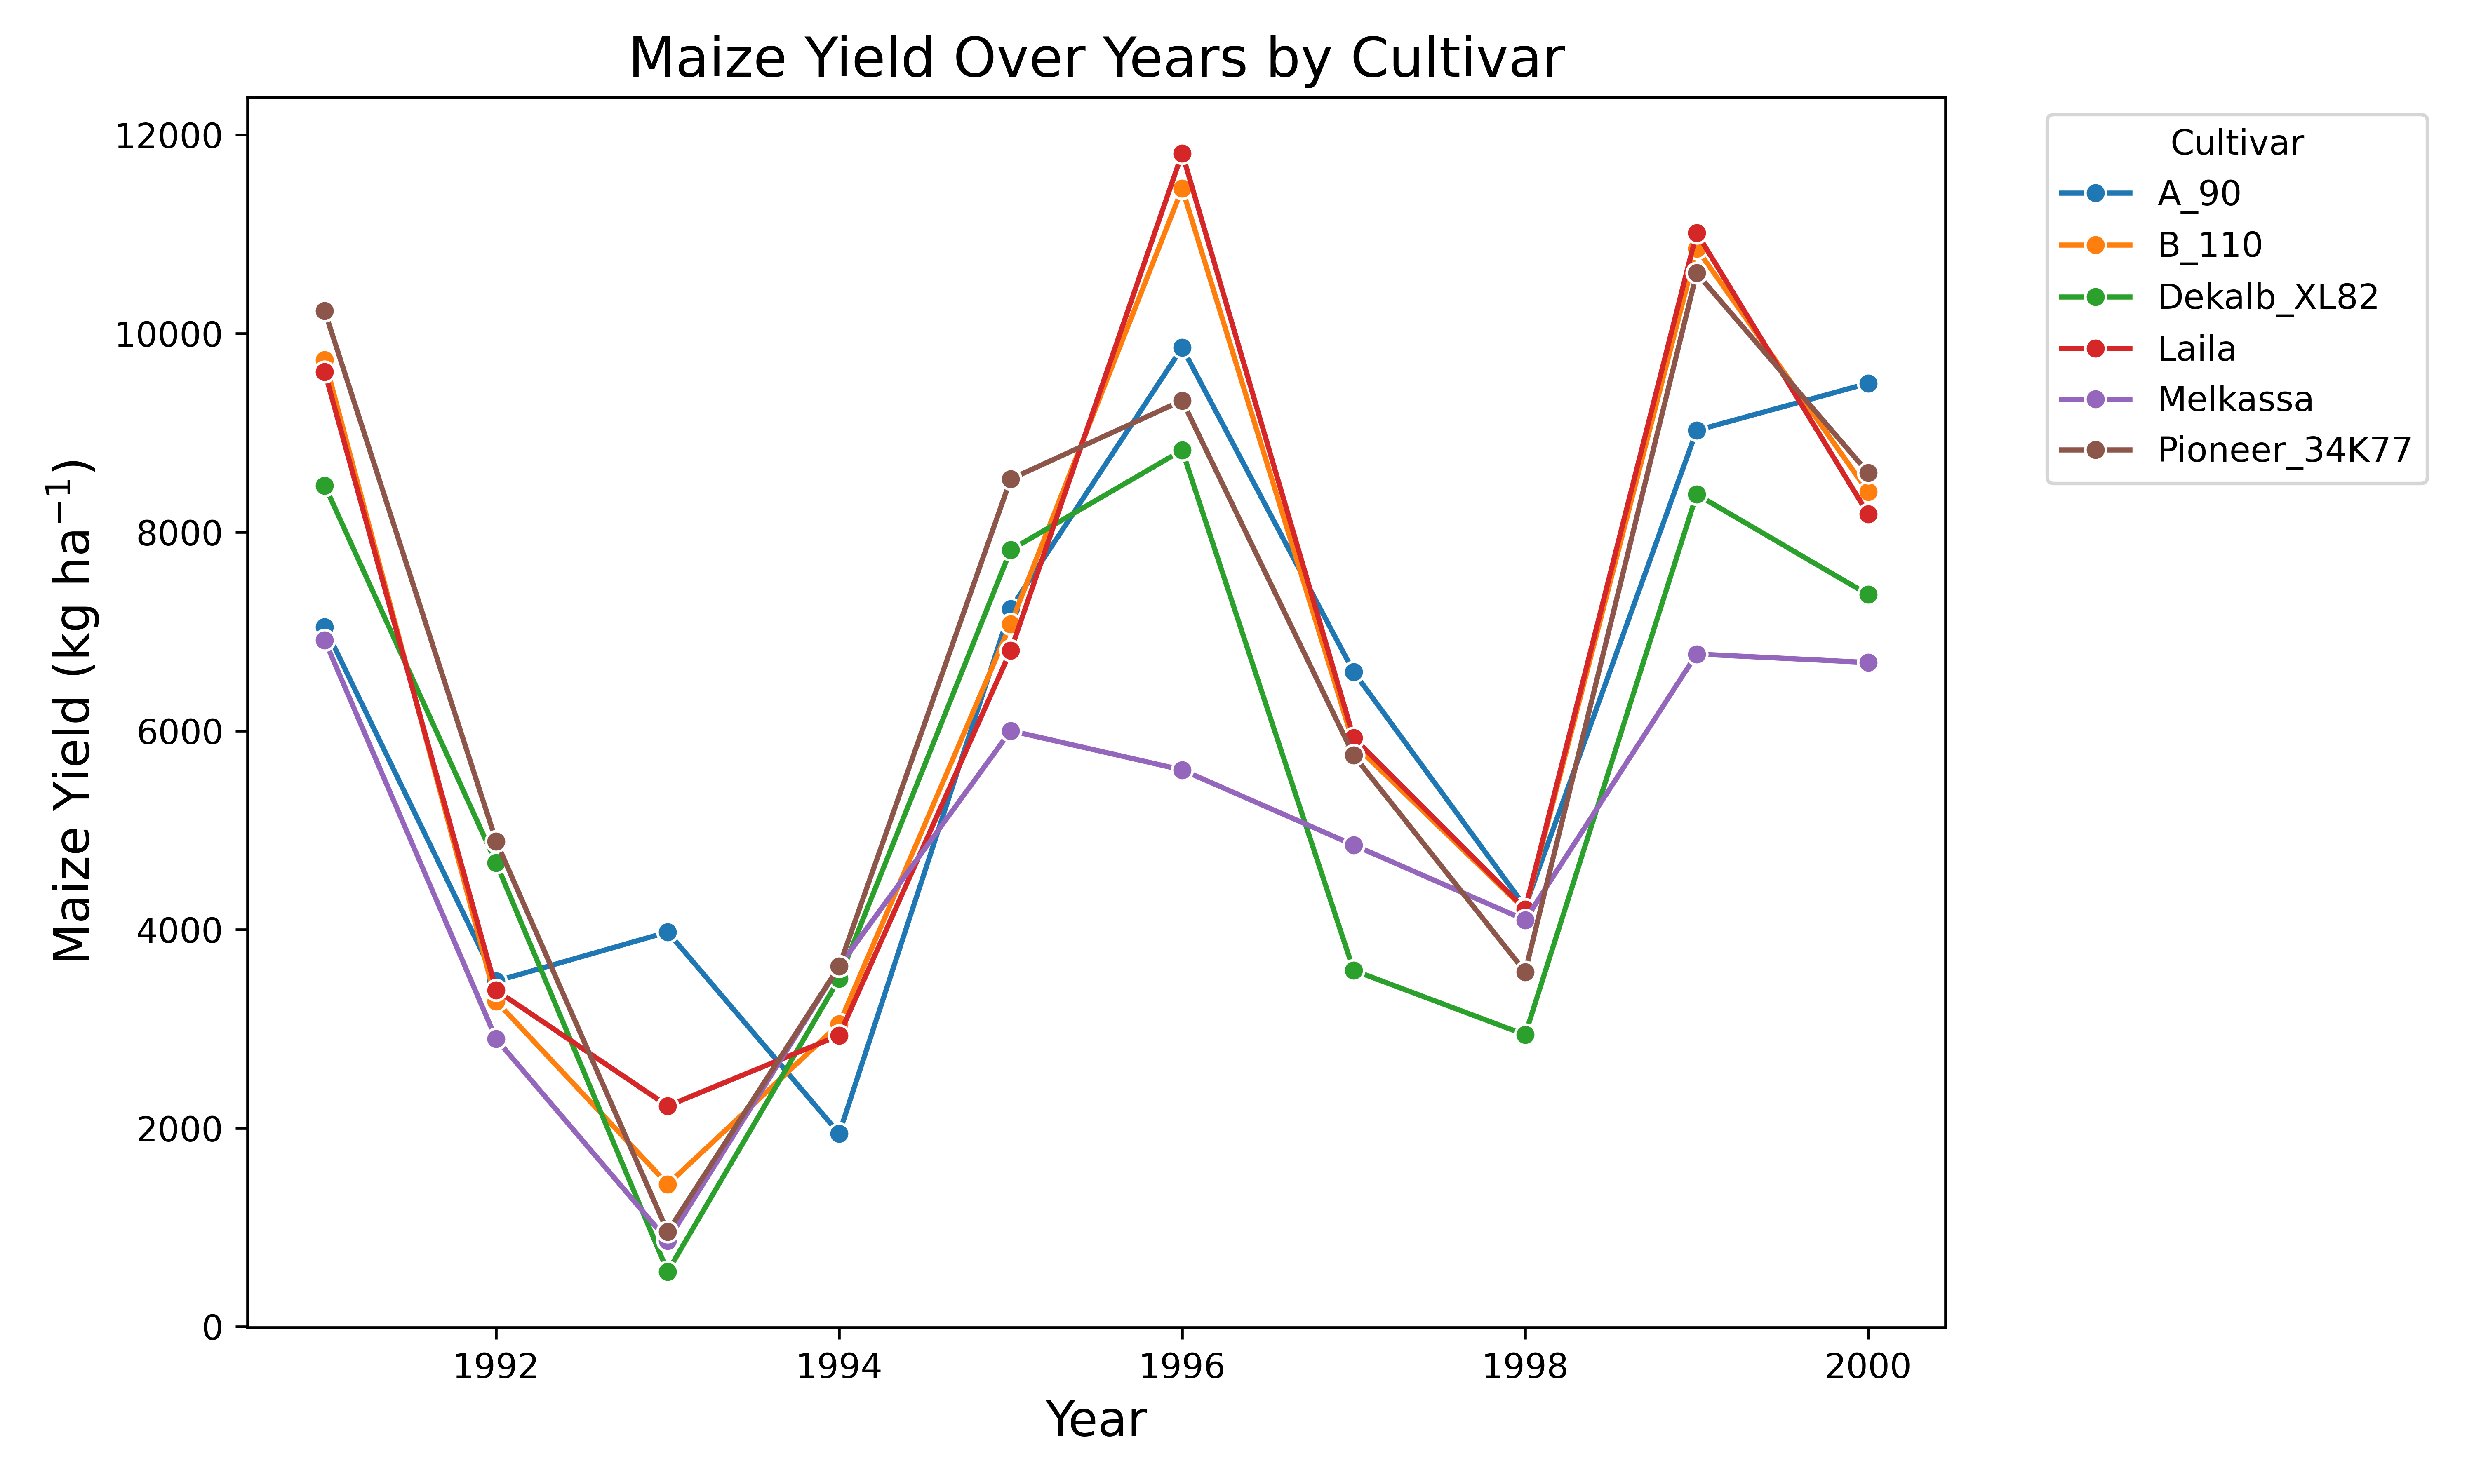 Maize Yield Over Years by Cultivar
Maize Yield (kg ha⁻¹)
12000
10000
8000
6000
4000
2000
0
1992
1994
1996
1998
2000
Year
Cultivar
A_90
B_110
Dekalb_XL82
Laila
Melkassa
Pioneer_34K77